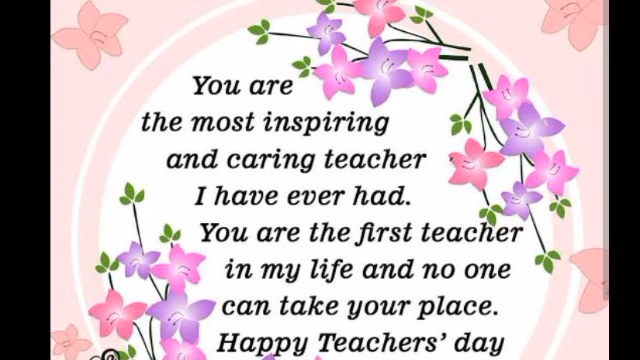 You are
the most inspiring
and caring teacher
I have ever had.
You are the first teacher
in my life and no one
can take your place.
Happy Teachers’ day